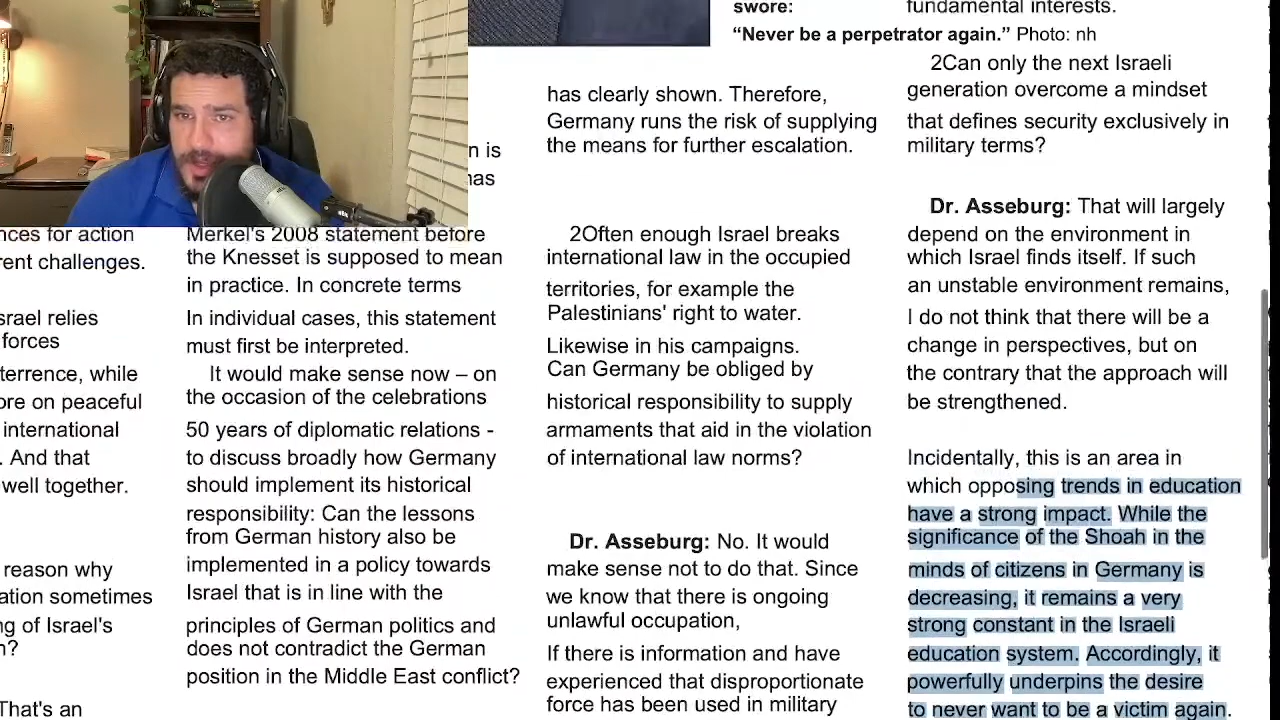 nces for action
rent challenges.
srael relies
forces
terrence, while
ore on peaceful
international
. And that
well together.
reason why
ation sometimes
ng of Israel's
n?
That's an
n is
has
Merkel's 2008 statement before
the Knesset is supposed to mean
in practice. In concrete terms
In individual cases, this statement
must first be interpreted.
It would make sense now – on
the occasion of the celebrations
50 years of diplomatic relations -
to discuss broadly how Germany
should implement its historical
responsibility: Can the lessons
from German history also be
implemented in a policy towards
Israel that is in line with the
principles of German politics and
does not contradict the German
position in the Middle East conflict?
has clearly shown. Therefore,
Germany runs the risk of supplying
the means for further escalation.
2Often enough Israel breaks
international law in the occupied
territories, for example the
Palestinians' right to water.
Likewise in his campaigns.
Can Germany be obliged by
historical responsibility to supply
armaments that aid in the violation
of international law norms?
Dr. Asseburg: No. It would
make sense not to do that. Since
we know that there is ongoing
unlawful occupation,
If there is information and have
experienced that disproportionate
force has been used in military
swore:
“Never be a perpetrator again.” Photo: nh
fundamental interests.
2Can only the next Israeli
generation overcome a mindset
that defines security exclusively in
military terms?
Dr. Asseburg: That will largely
depend on the environment in
which Israel finds itself. If such
an unstable environment remains,
I do not think that there will be a
change in perspectives, but on
the contrary that the approach will
be strengthened.
Incidentally, this is an area in
which opposing trends in education
have a strong impact. While the
significance of the Shoah in the
minds of citizens in Germany is
decreasing, it remains a very
strong constant in the Israeli
education system. Accordingly, it
powerfully underpins the desire
to never want to be a victim again.